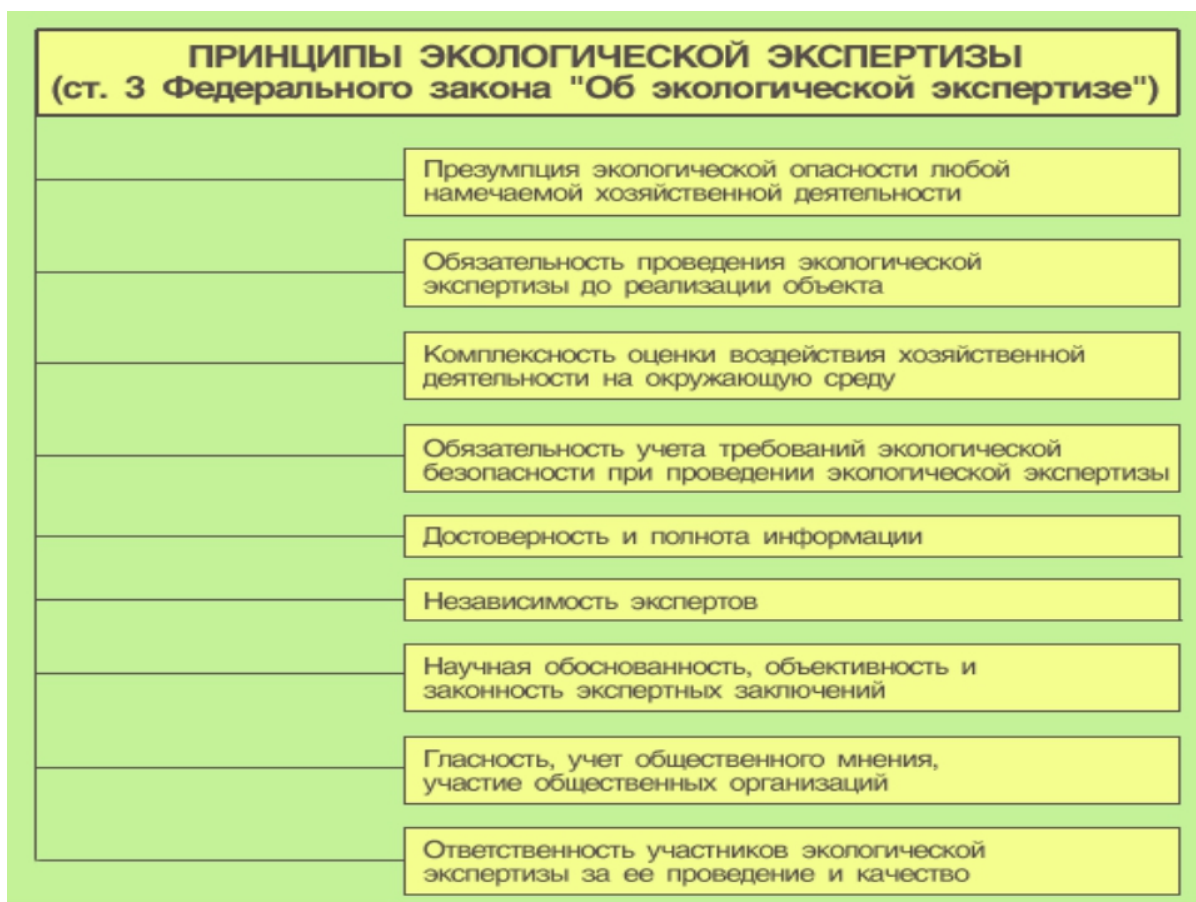 ПРИНЦИПЫ ЭКОЛОГИЧЕСКОЙ ЭКСПЕРТИЗЫ
(ст. 3 Федерального закона "Об экологической экспертизе")
Презумпция экологической опасности любой
намечаемой хозяйственной деятельности
Обязательность проведения экологической
экспертизы до реализации объекта
Комплексность оценки воздействия хозяйственной
деятельности на окружающую среду
Обязательность учета требований экологической
безопасности при проведении экологической экспертизы
Достоверность и полнота информации
Независимость экспертов
Научная обоснованность, объективность и
законность экспертных заключений
Гласность, учет общественного мнения,
участие общественных организаций
Ответственность участников экологической
экспертизы за ее проведение и качество